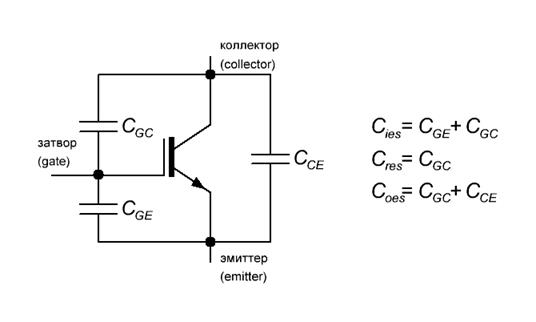 коллектор
(collector)
C_GC
затвор
(gate)
C_CE
C_GE
эмиттер
(emitter)
C_ies= C_GE+ C_GC
C_res= C_GC
C_oes= C_GC+ C_CE